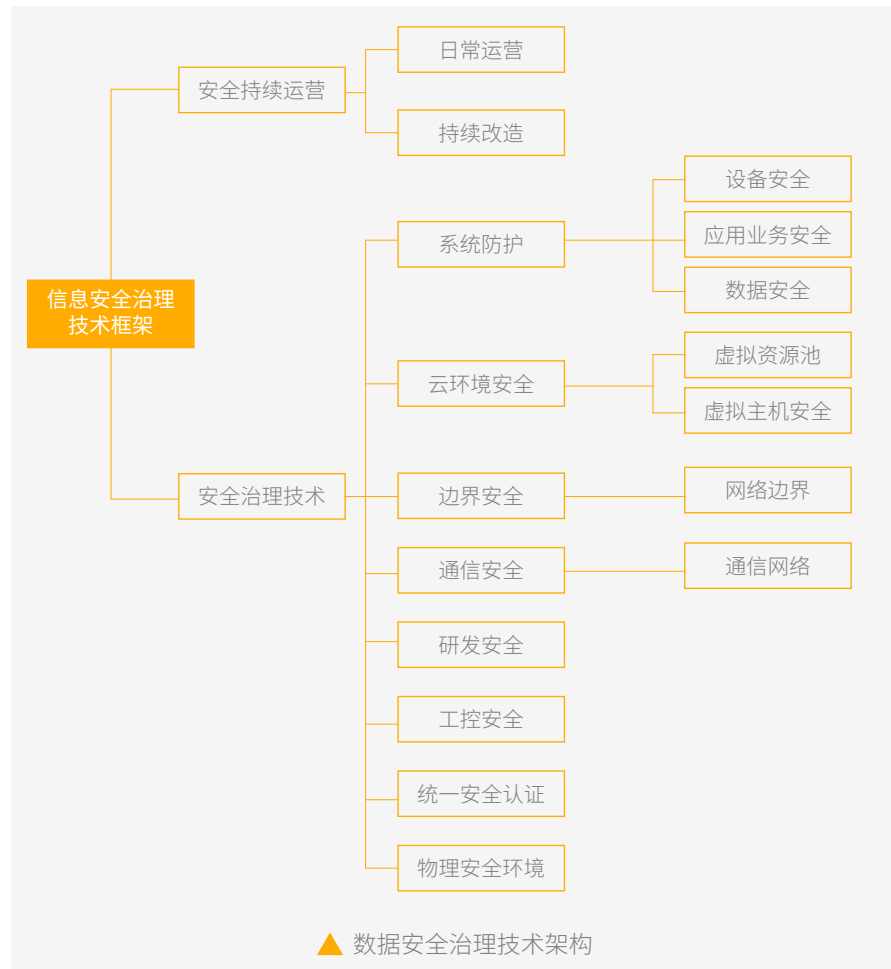 日常运营
安全持续运营
持续改造
设备安全
系统防护
应用业务安全
数据安全
信息安全治理
技术框架
虚拟资源池
云环境安全
虚拟主机安全
安全治理技术
边界安全
网络边界
通信安全
通信网络
研发安全
工控安全
统一安全认证
物理安全环境
数据安全治理技术架构